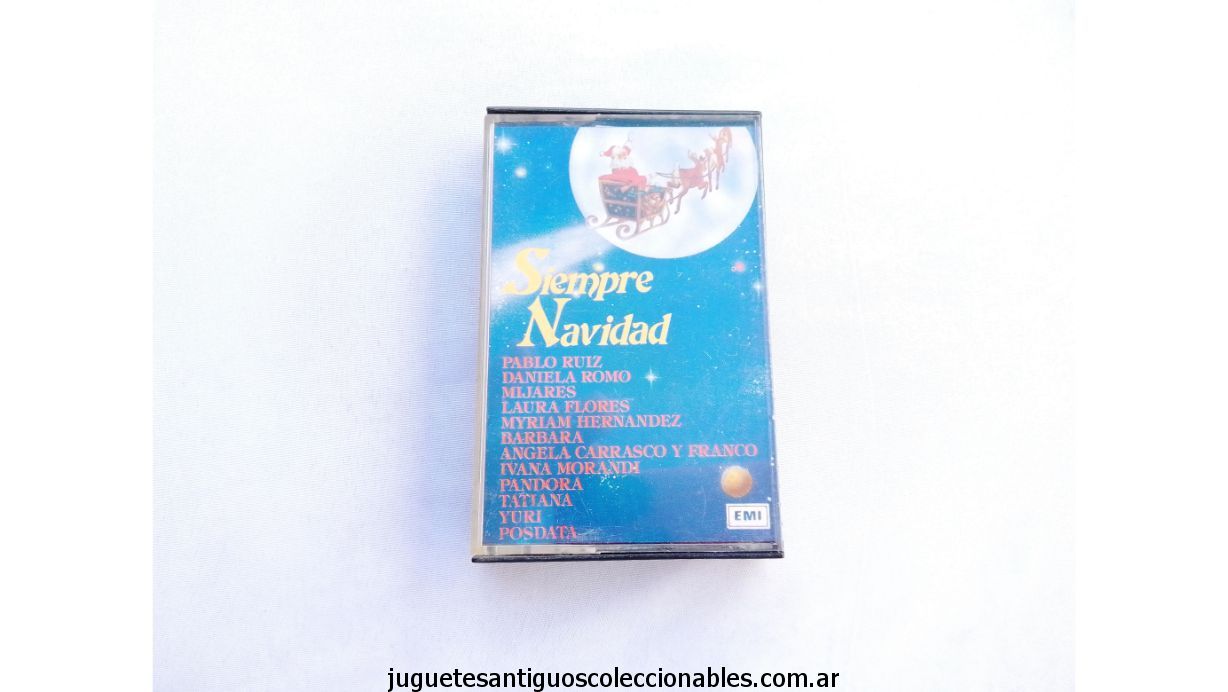 Siempre
Navidad
PABLO RUIZ
DANIELA ROMO
MIJARES
LAURA FLORES
MYRIAM HERNANDEZ
BARBARA
ANGELA CARRASCO Y FRANCO
IVANA MORANDI
PANDORA
TATIANA
YURI
POSDATA
EMI
juguetesantiguoscoleccionables.com.ar